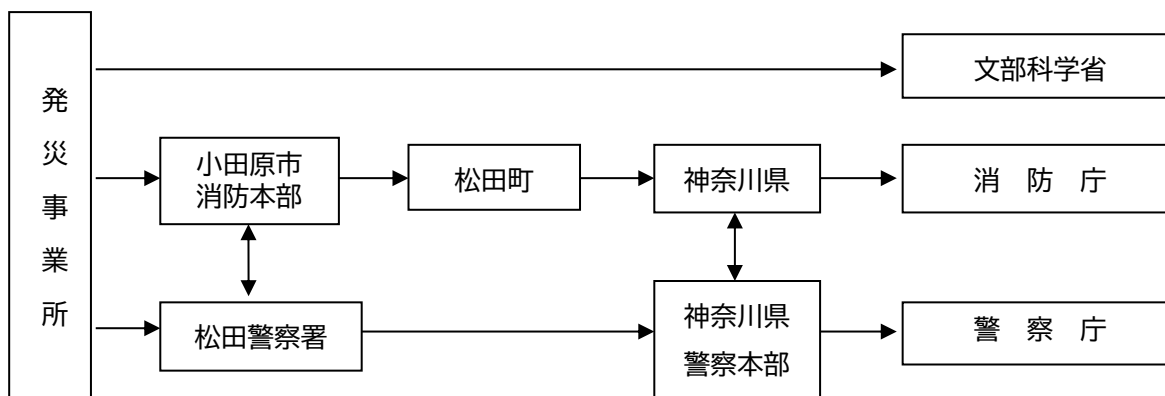 発災事業所
文部科学省
小田原市
消防本部
松田町
神奈川県
消 防 庁
松田警察署
神奈川県
警察本部
警 察 庁